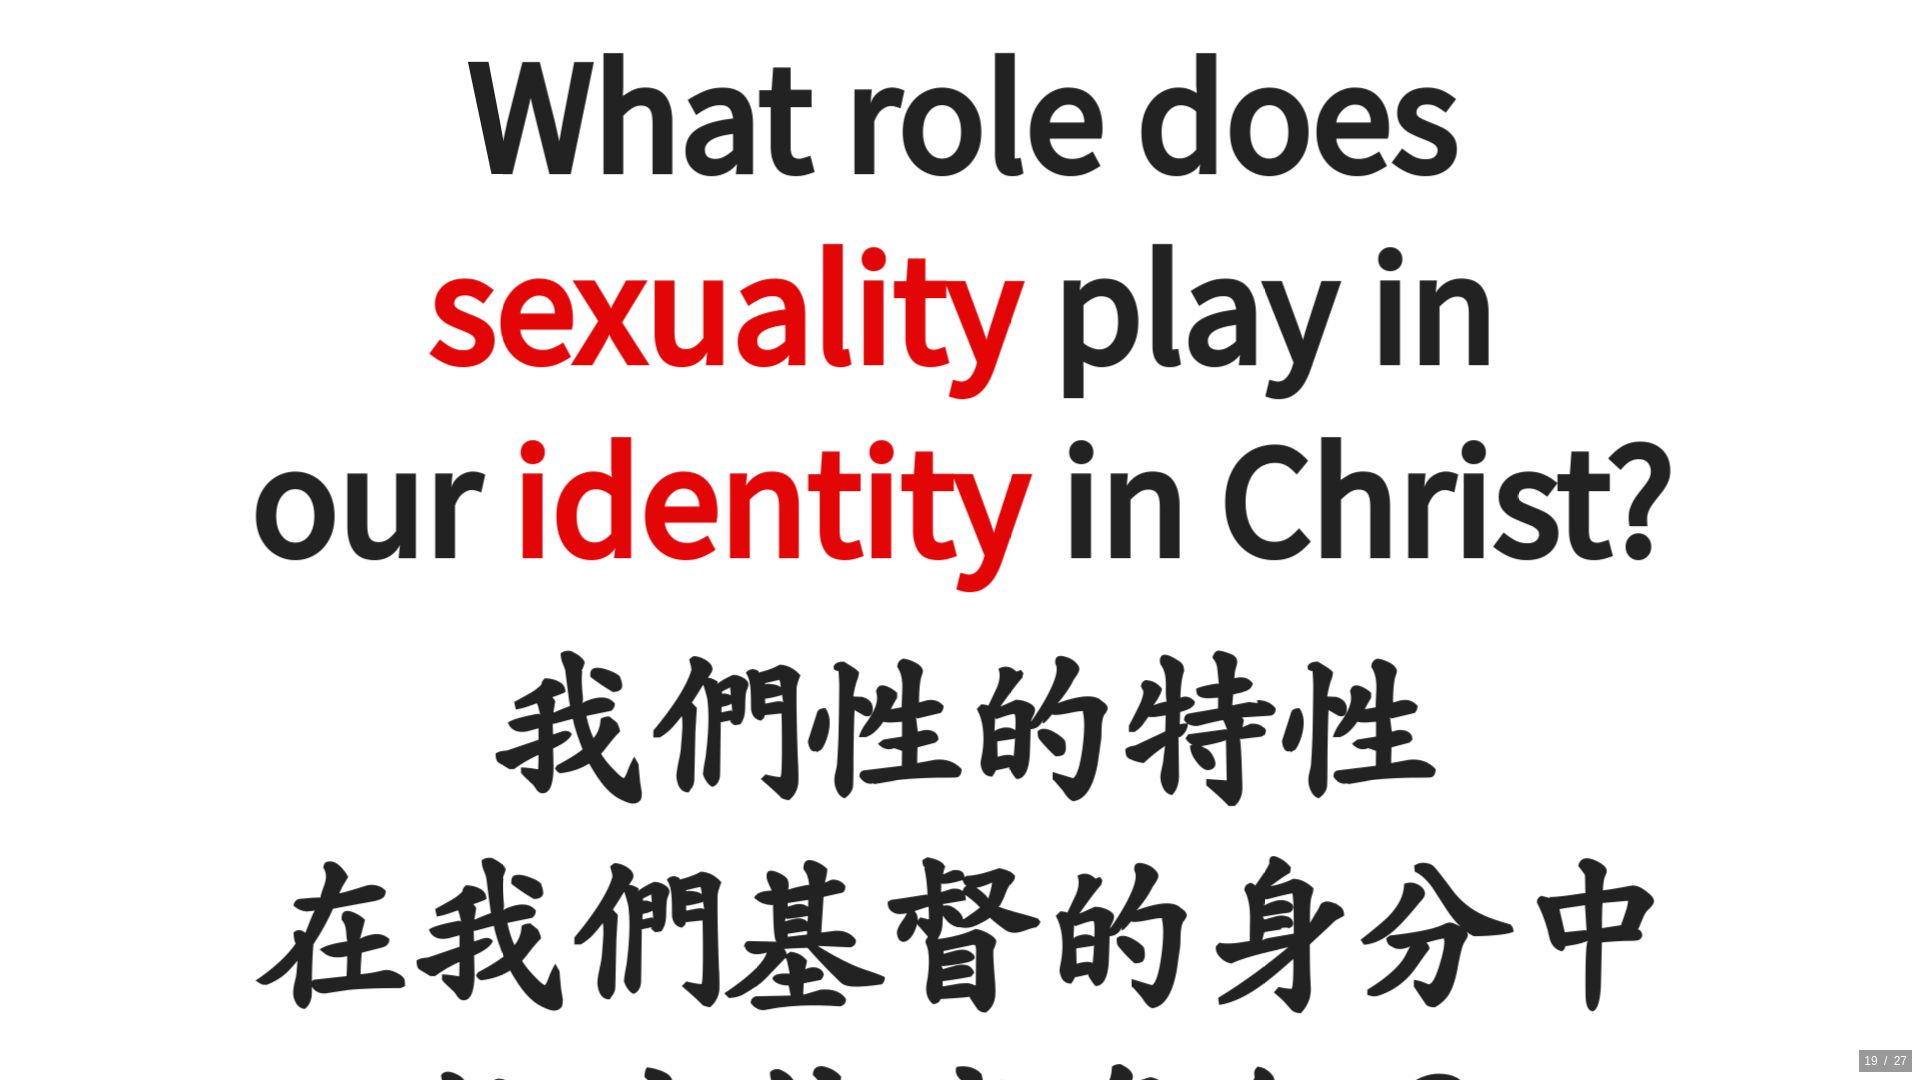 What role does
sexuality play in
our identity in Christ?
我們性的特性
在我們基督的身分中
19 / 27